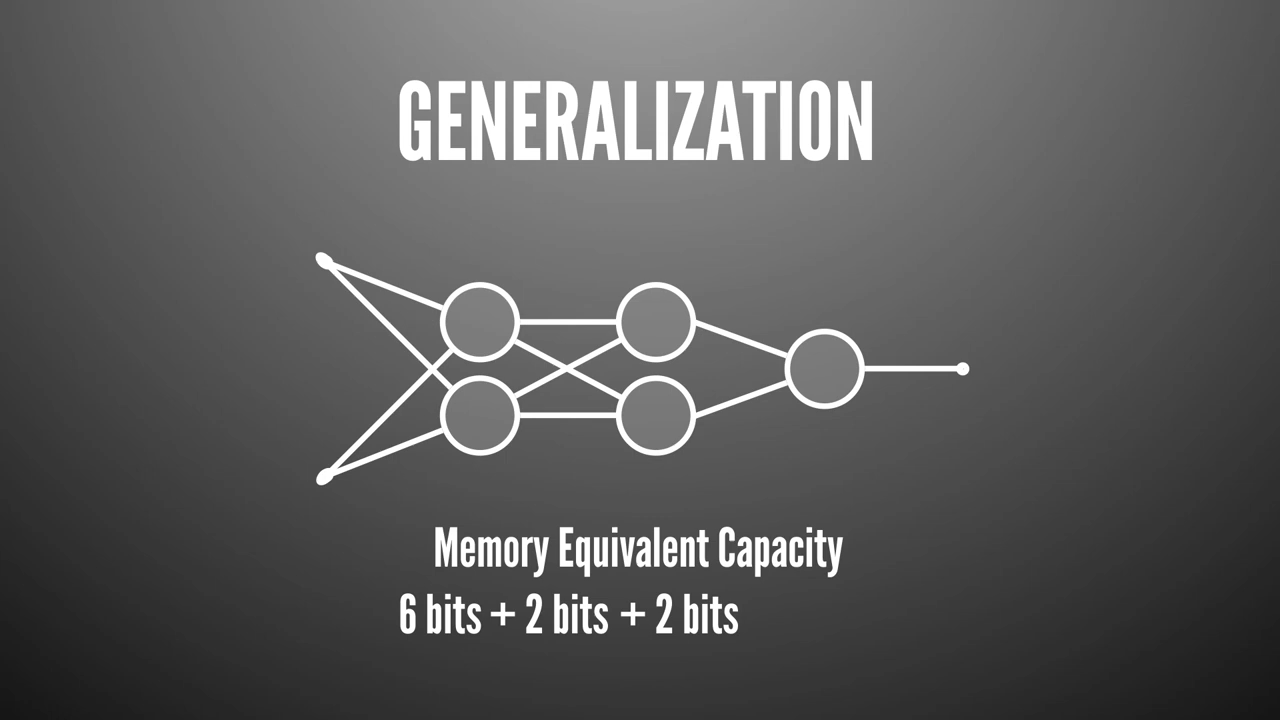 GENERALIZATION
Memory Equivalent Capacity
6 bits + 2 bits + 2 bits